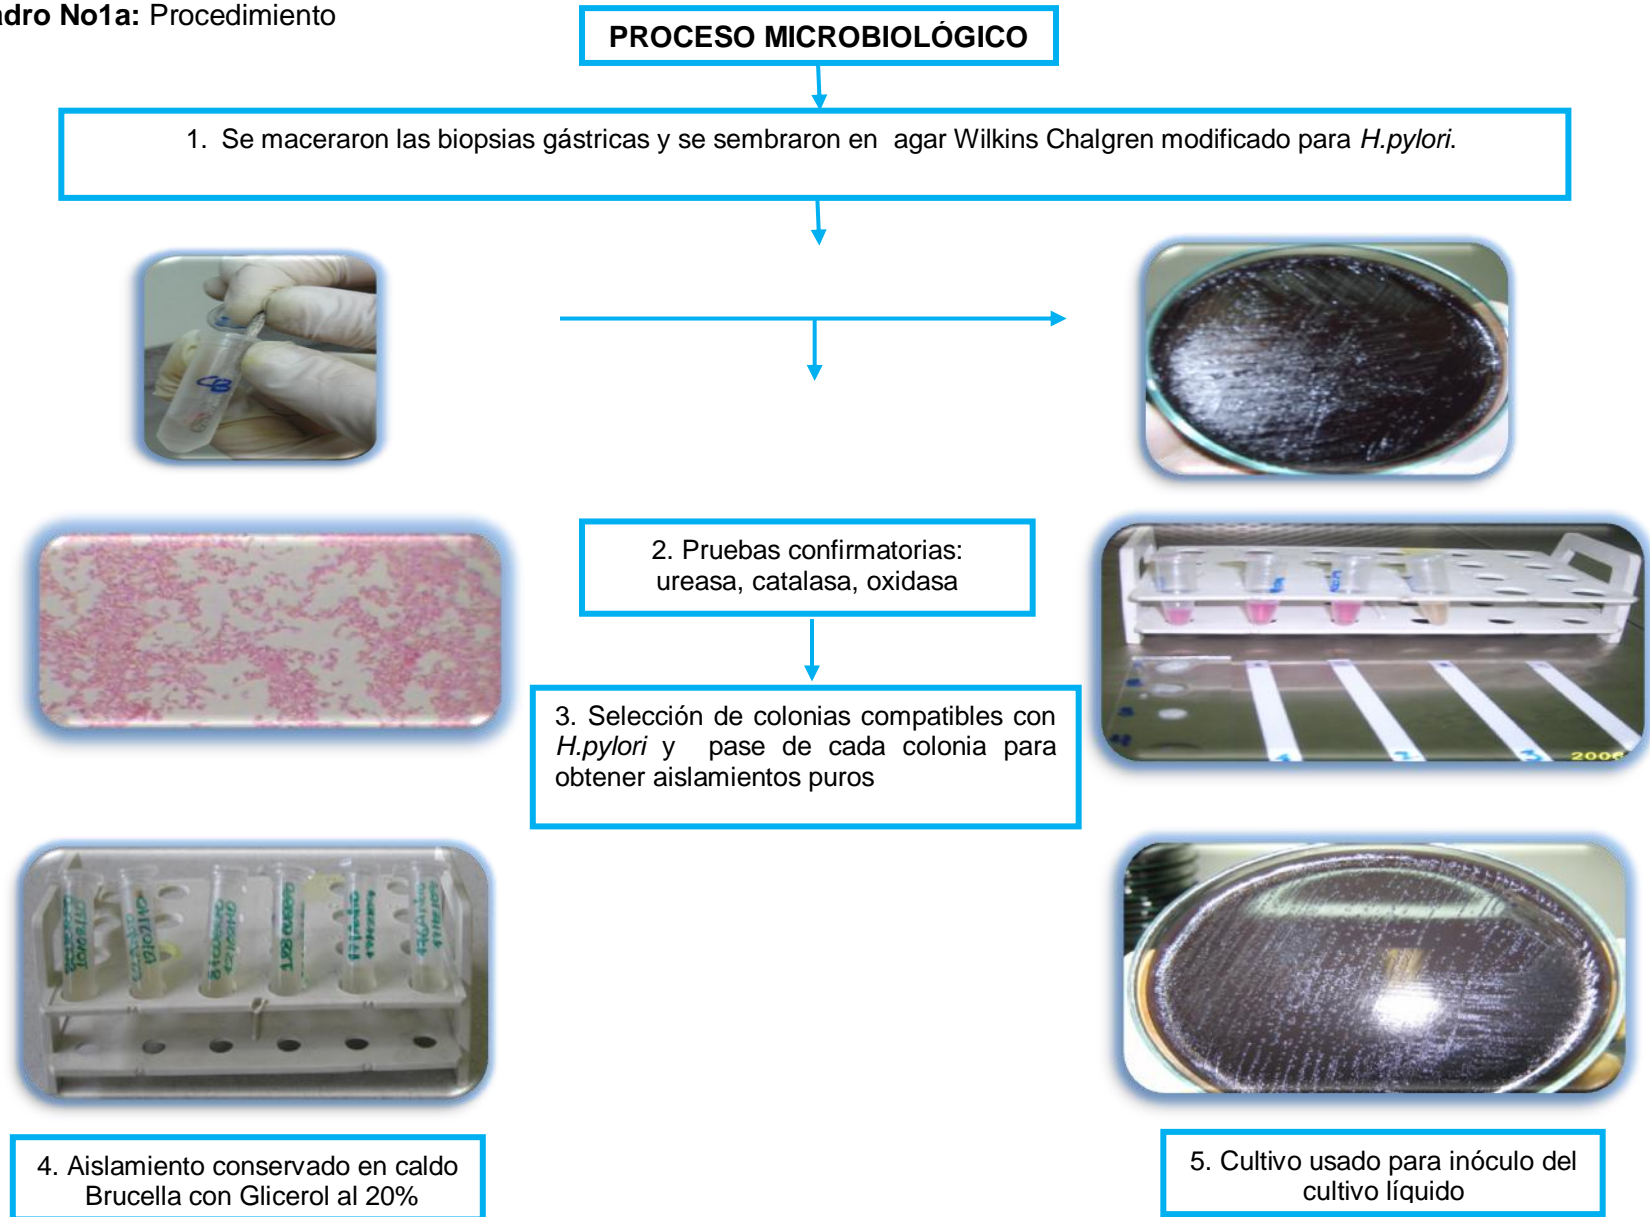 adro No1a: Procedimiento
PROCESO MICROBIOLÓGICO
1. Se maceraron las biopsias gástricas y se sembraron en agar Wilkins Chalgren modificado para H.pylori.
2. Pruebas confirmatorias:
ureasa, catalasa, oxidasa
3. Selección de colonias compatibles con
H.pylori y pase de cada colonia para
obtener aislamientos puros
2006
4. Aislamiento conservado en caldo
Brucella con Glicerol al 20%
5. Cultivo usado para inóculo del
cultivo líquido